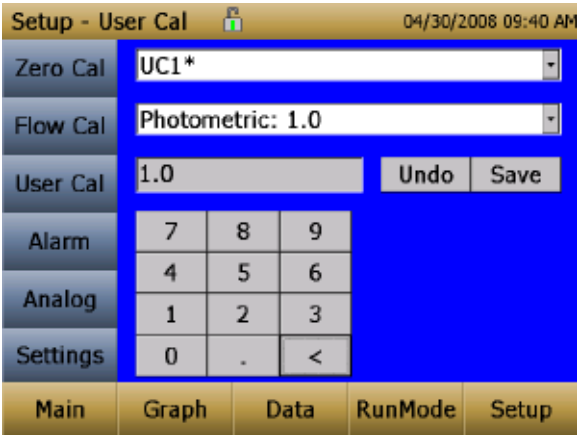 Setup - User Cal 04/30/2008 09:40 AM
Zero Cal
UC1*
Flow Cal
Photometric: 1.0
User Cal
1.0
Undo Save
Alarm
7 8 9
4 5 6
Analog
1 2 3
Settings
0 . <
Main Graph Data RunMode Setup